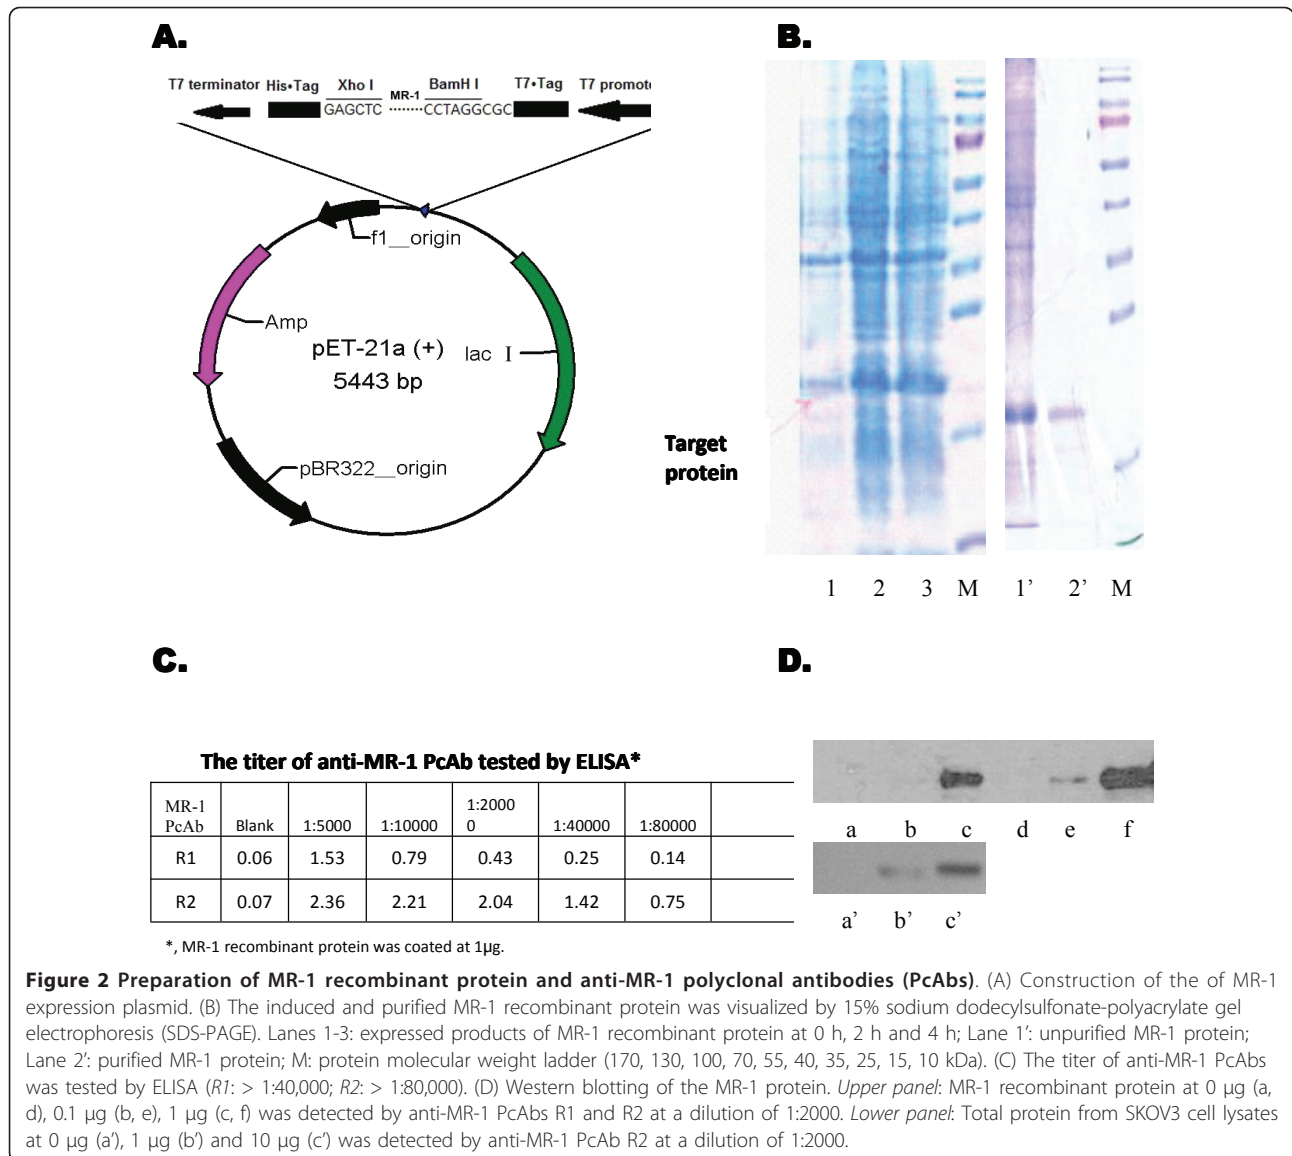 A.
T7 terminator His•Tag Xho I MR-1 BamH I T7•Tag T7 promote
GAGCTC ........ CCTAGGCGC
f1__origin
Amp
pET-21a (+)
5443 bp
lac I
pBR322__origin
B.
Target
protein
1 2 3 M 1’ 2’ M
C.
The titer of anti-MR-1 PcAb tested by ELISA*
MR-1 PcAb Blank 1:5000 1:10000 1:20000 1:40000 1:80000
R1 0.06 1.53 0.79 0.43 0.25 0.14
R2 0.07 2.36 2.21 2.04 1.42 0.75
*, MR-1 recombinant protein was coated at 1µg.
D.
a b c d e f
a’ b’ c’
Figure 2 Preparation of MR-1 recombinant protein and anti-MR-1 polyclonal antibodies (PcAbs). (A) Construction of the of MR-1
expression plasmid. (B) The induced and purified MR-1 recombinant protein was visualized by 15% sodium dodecylsulfonate-polyacrylate gel
electrophoresis (SDS-PAGE). Lanes 1-3: expressed products of MR-1 recombinant protein at 0 h, 2 h and 4 h; Lane 1’: unpurified MR-1 protein;
Lane 2’: purified MR-1 protein; M: protein molecular weight ladder (170, 130, 100, 70, 55, 40, 35, 25, 15, 10 kDa). (C) The titer of anti-MR-1 PcAbs
was tested by ELISA (R1: > 1:40,000; R2: > 1:80,000). (D) Western blotting of the MR-1 protein. Upper panel: MR-1 recombinant protein at 0 μg (a,
d), 0.1 μg (b, e), 1 μg (c, f) was detected by anti-MR-1 PcAbs R1 and R2 at a dilution of 1:2000. Lower panel: Total protein from SKOV3 cell lysates
at 0 μg (a’), 1 μg (b’) and 10 μg (c’) was detected by anti-MR-1 PcAb R2 at a dilution of 1:2000.